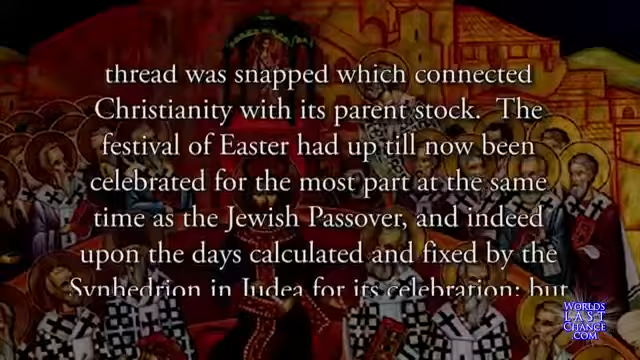 thread was snapped which connected
Christianity with its parent stock. The
festival of Easter had up till now been
celebrated for the most part at the same
time as the Jewish Passover, and indeed
upon the days calculated and fixed by the
Synhedrion in Judea for its celebration; but
WORLDS
LAST
CHANCE
.COM